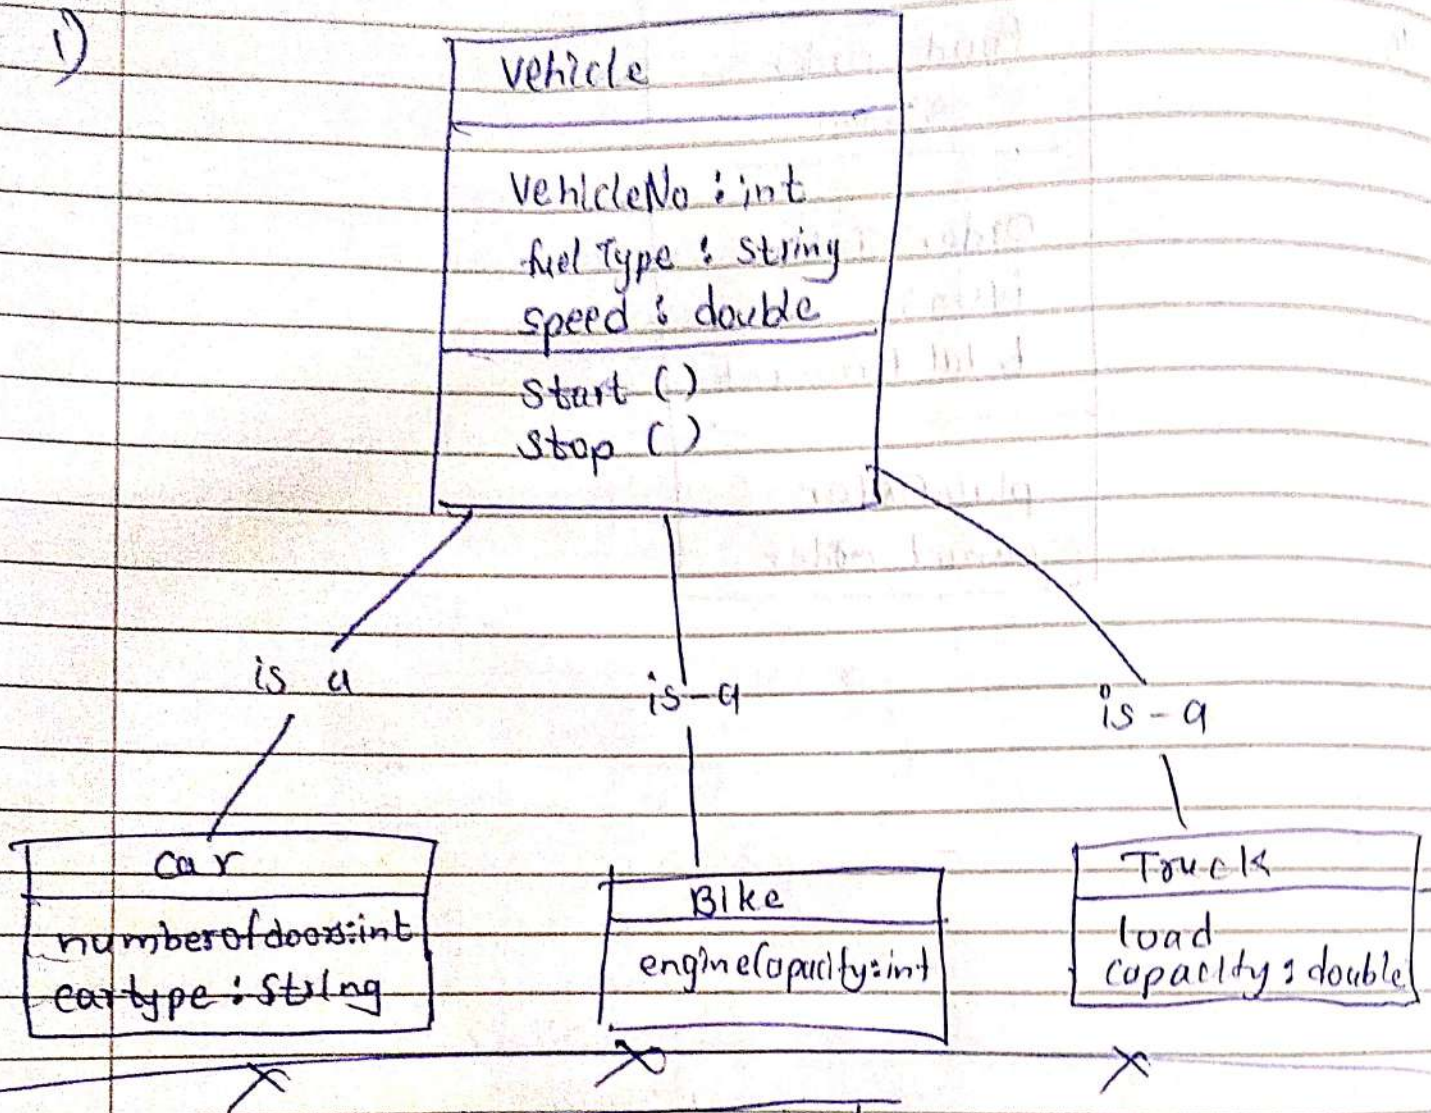 1)
Vehicle
VehicleNo : int
fuel Type : String
speed : double
Start ()
Stop ()
is a
is-a
is-a
car
numberofdoors:int
cartype : String
Bike
engineCapacity:int
Truck
load
capacity : double